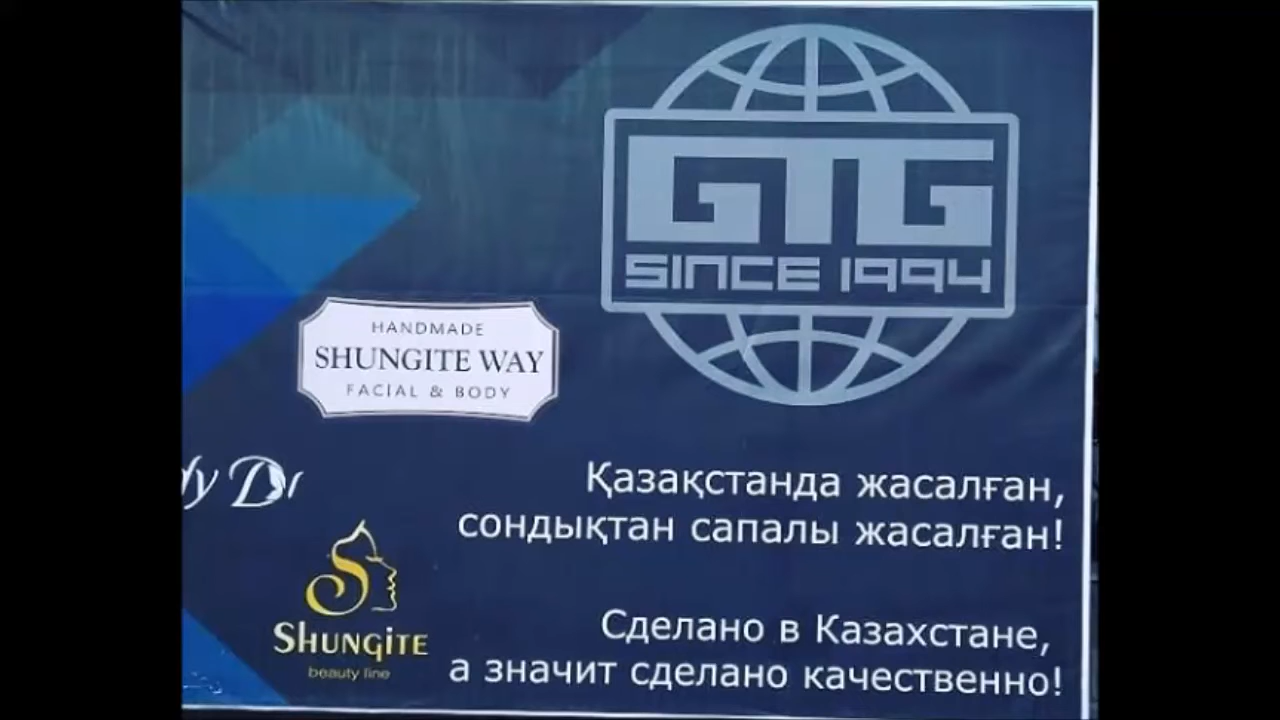 GTG
SINCE 1994
HANDMADE
SHUNGITE WAY
FACIAL & BODY
Қазақстанда жасалған,
сондықтан сапалы жасалған!
SHUNGITE
beauty line
Сделано в Казахстане,
а значит сделано качественно!